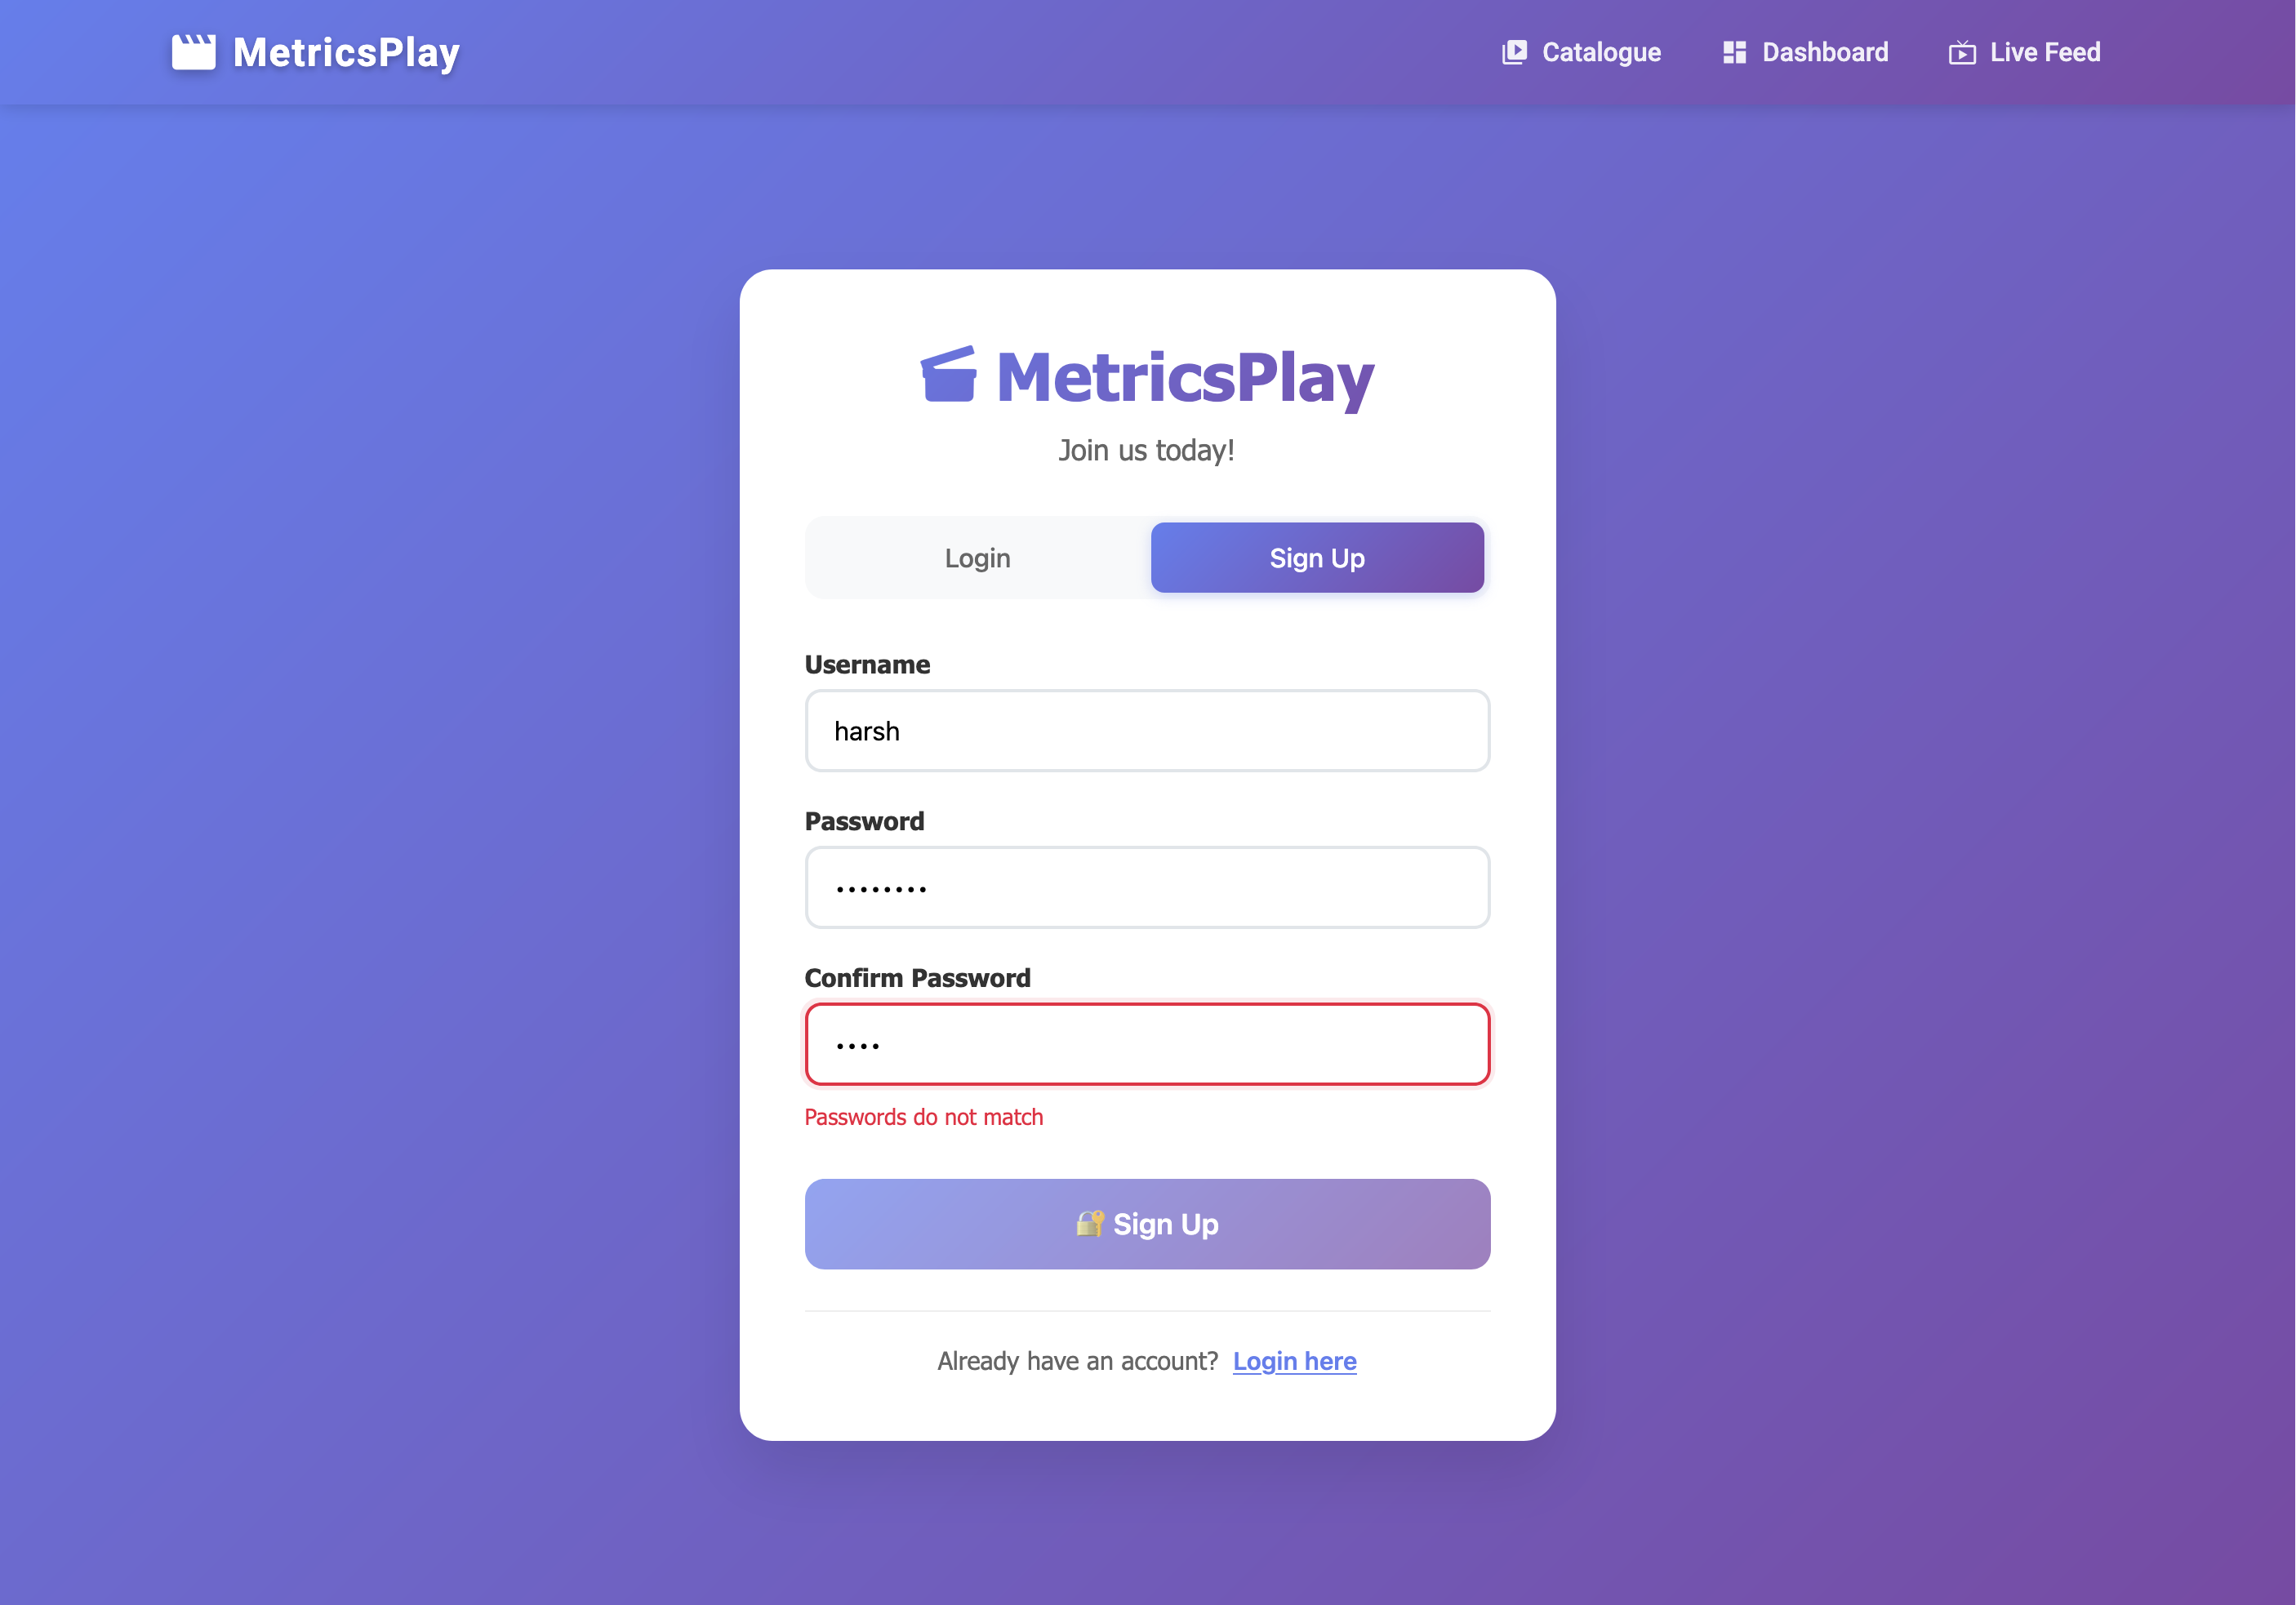 MetricsPlay
Catalogue
Dashboard
Live Feed
MetricsPlay
Join us today!
Login
Sign Up
Username
harsh
Password
••••••••
Confirm Password
••••
Passwords do not match
🔐 Sign Up
Already have an account? Login here